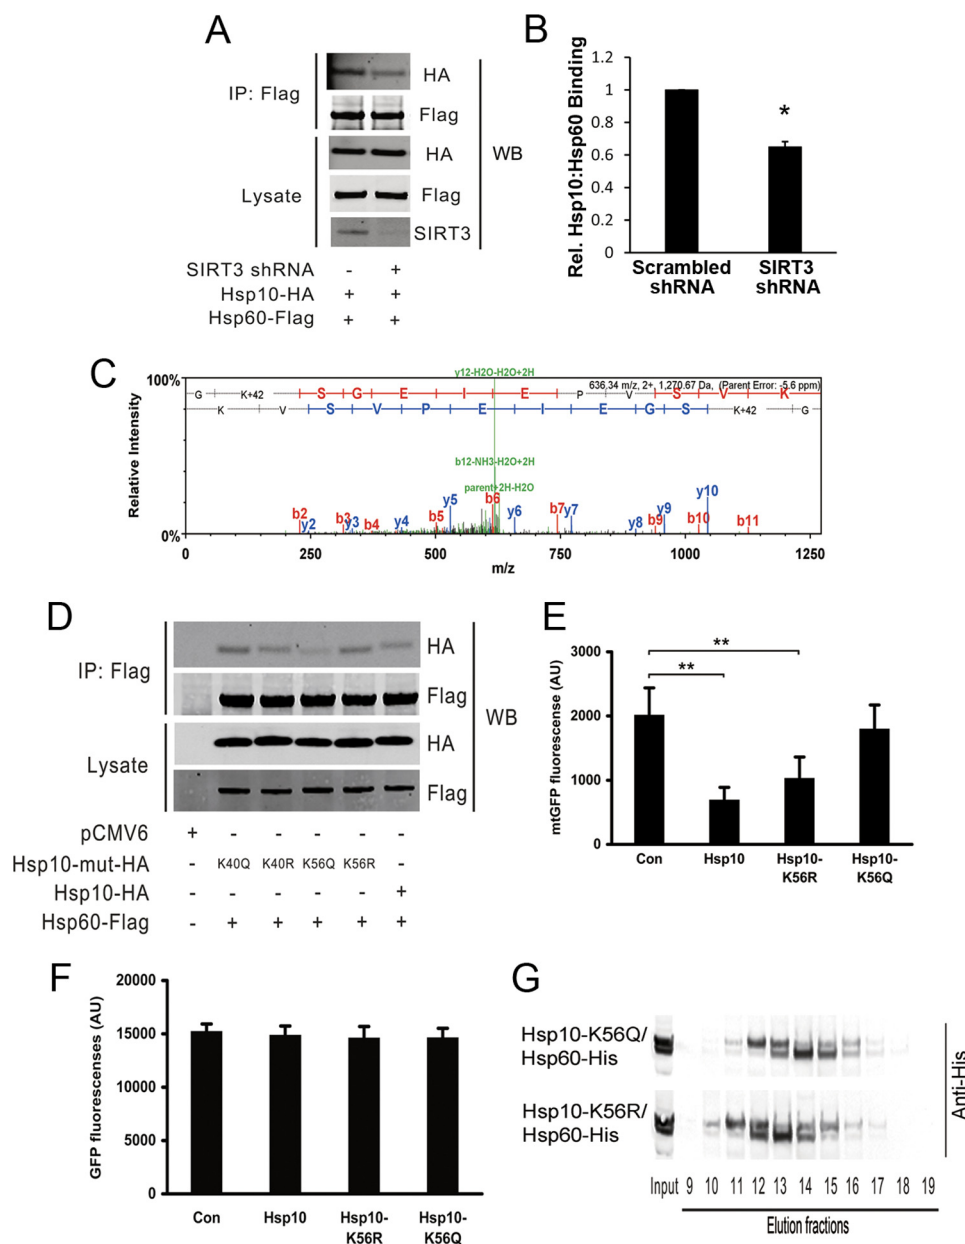 A
IP: Flag
HA
Flag
Lysate
HA
Flag
SIRT3
WB
SIRT3 shRNA - +
Hsp10-HA + +
Hsp60-Flag + +
B
Rel. Hsp10:Hsp60 Binding
1.2
1
0.8
0.6
0.4
0.2
0
*
Scrambled shRNA
SIRT3 shRNA
C
Relative Intensity
100%
0%
y12-H2O-H2O+2H
636.34 m/z, 2+, 1,270.67 Da, (Parent Error: -5.6 ppm)
G K+42 S G E I E P V S V K
K V S V P E I E G S K+42 G
b12-NH3-H2O+2H
parent+2H-H2O
b2 y2 b3 y3 b4 y4 b5 y5 b6 y6 b7 y7 y8 b9 y9 b10 y10 b11
0 250 500 750 1000 1250
m/z
D
IP: Flag
HA
Flag
Lysate
HA
Flag
WB
pCMV6 + - - - - -
Hsp10-mut-HA - K40Q K40R K56Q K56R -
Hsp10-HA - - - - - +
Hsp60-Flag - + + + + +
E
mtGFP fluorescense (AU)
3000
2000
1000
0
**
**
Con
Hsp10
Hsp10-K56R
Hsp10-K56Q
F
GFP fluorescenses (AU)
20000
15000
10000
5000
0
Con
Hsp10
Hsp10-K56R
Hsp10-K56Q
G
Hsp10-K56Q/
Hsp60-His
Hsp10-K56R/
Hsp60-His
Anti-His
Input 9 10 11 12 13 14 15 16 17 18 19
Elution fractions